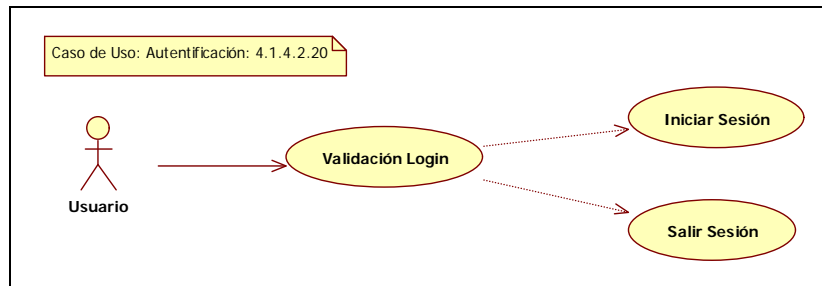 Caso de Uso: Autentificación: 4.1.4.2.20
Iniciar Sesión
Validación Login
Usuario
Salir Sesión